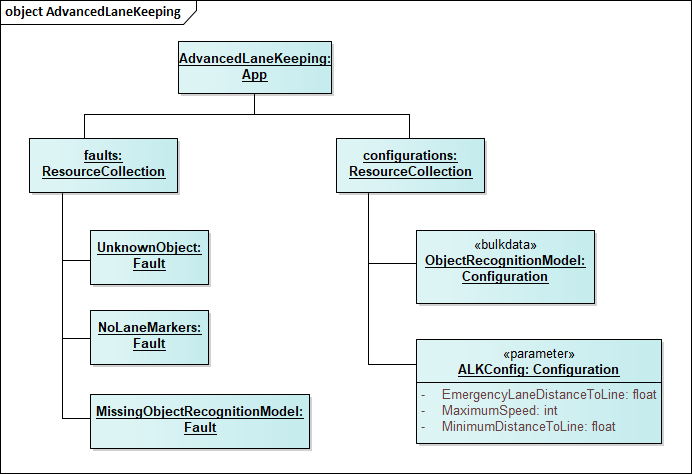 object AdvancedLaneKeeping
AdvancedLaneKeeping:
App
faults:
ResourceCollection
configurations:
ResourceCollection
UnknownObject:
Fault
«bulkdata»
ObjectRecognitionModel:
Configuration
NoLaneMarkers:
Fault
«parameter»
ALKConfig: Configuration
- EmergencyLaneDistanceToLine: float
- MaximumSpeed: int
- MinimumDistanceToLine: float
MissingObjectRecognitionModel:
Fault